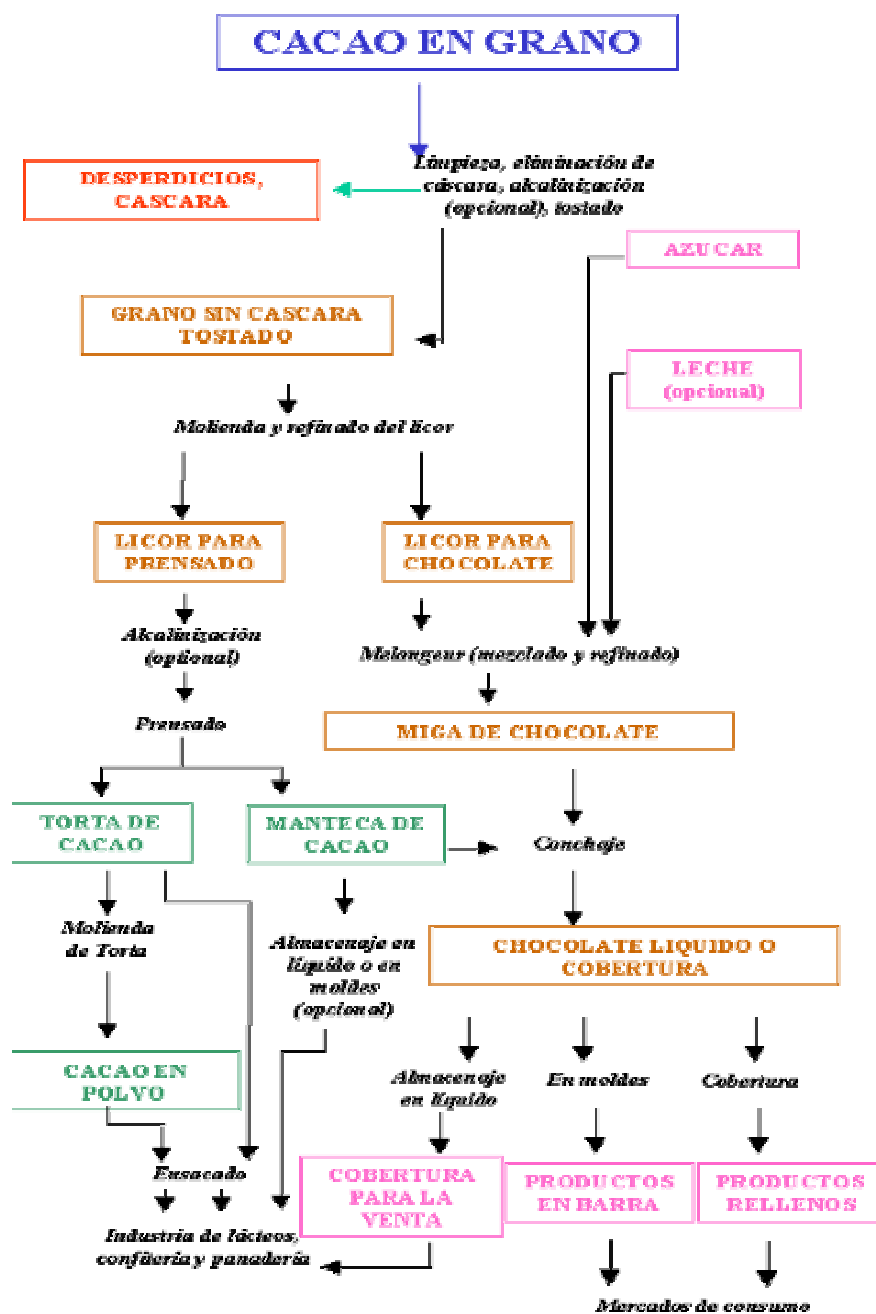 CACAO EN GRANO
Limpieza, eliminación de
cáscara, alcalinización
(opcional), tostado
DESPERDICIOS,
CASCARA
AZUCAR
GRANO SIN CASCARA
TOSTADO
LECHE
(opcional)
Molienda y refinado del licor
LICOR PARA
PRENSADO
LICOR PARA
CHOCOLATE
Alcalinización
(optional)
Melangeur (mezclado y refinado)
Prensado
MIGA DE CHOCOLATE
TORTA DE
CACAO
MANTECA DE
CACAO
Conchaje
Molienda
de Torta
Almacenaje en
líquido o en
moldes
(opcional)
CHOCOLATE LIQUIDO O
COBERTURA
CACAO EN
POLVO
Almacenaje
en líquido
En moldes
Cobertura
Ensacado
COBERTURA
PARA LA
VENTA
PRODUCTOS
EN BARRA
PRODUCTOS
RELLENOS
Industria de lácteos,
confitería y panadería
Mercados de consumo